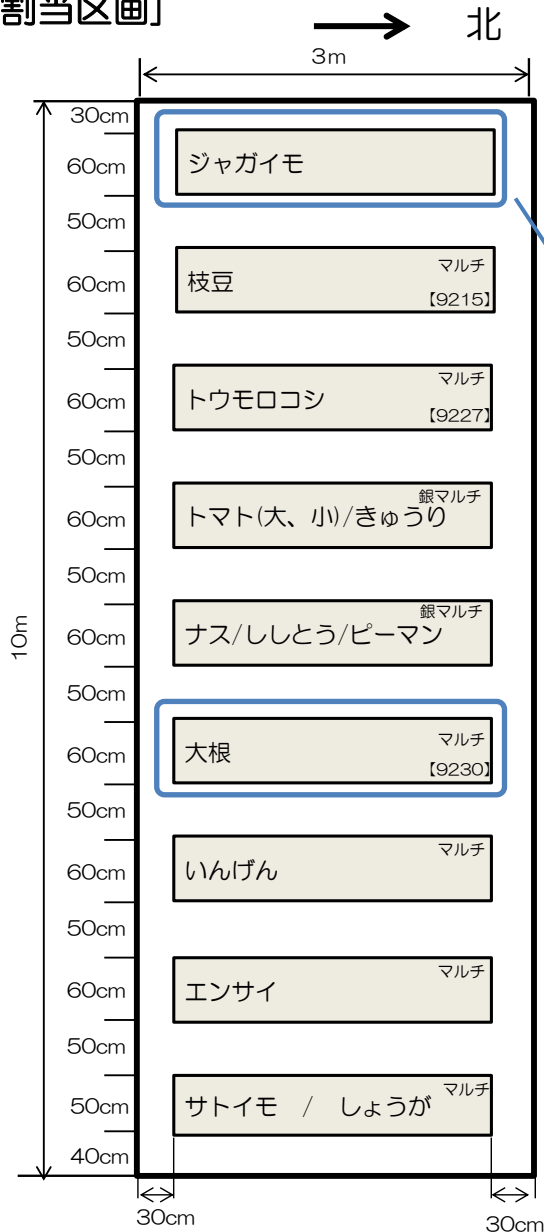 割当区画]
北
3m
30cm
60cm
ジャガイモ
50cm
60cm
枝豆
マルチ
【9215】
50cm
60cm
トウモロコシ
マルチ
【9227】
50cm
60cm
銀マルチ
トマト(大、小)/きゅうり
50cm
10m
60cm
銀マルチ
ナス/ししとう/ピーマン
50cm
60cm
大根
マルチ
【9230】
50cm
60cm
いんげん
マルチ
50cm
60cm
エンサイ
マルチ
50cm
50cm
サトイモ / しょうが
マルチ
40cm
30cm
30cm